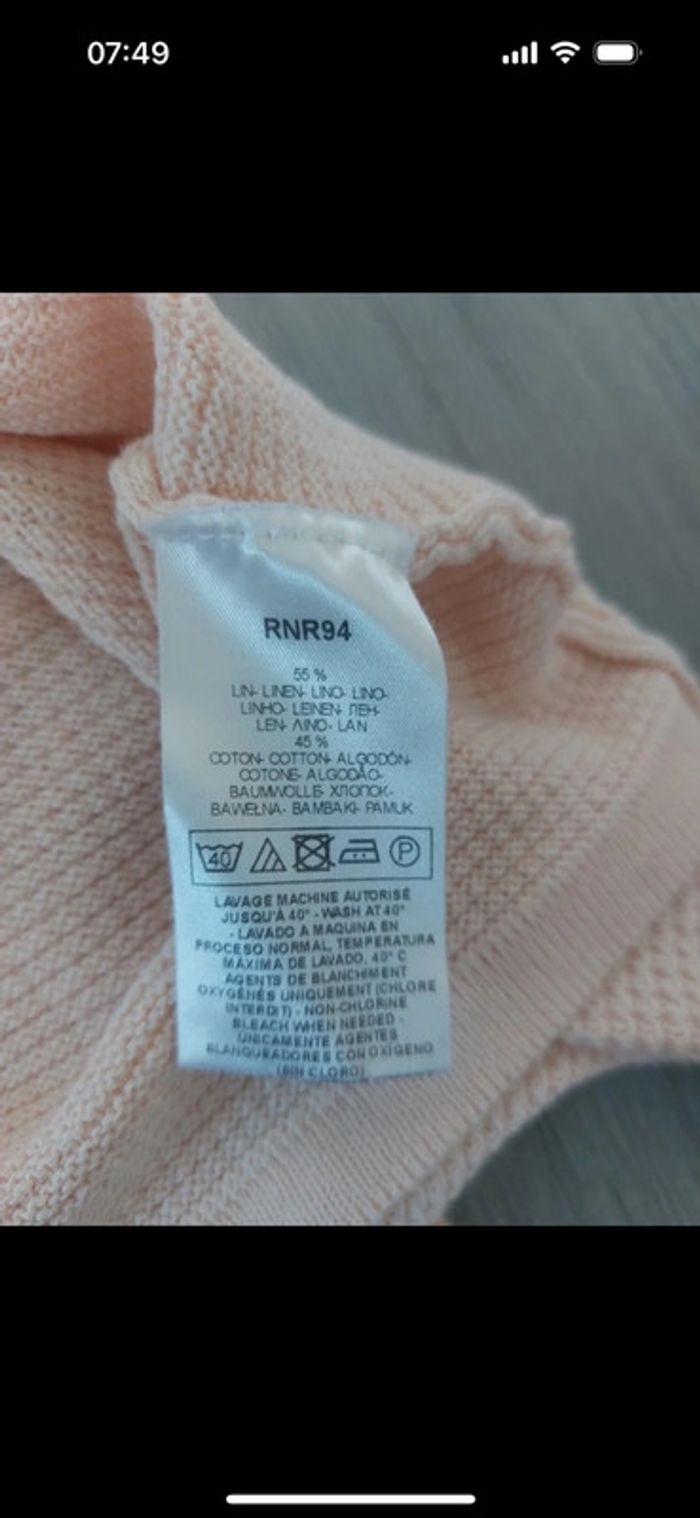 07:49
RNR94
55 %
LIN- LINEN- LINO- LINO-
LINHO- LEINEN- ЛЕН-
LEN- ΛΙΝΟ- LAN
45 %
COTON- COTTON- ALGODÓN-
COTONE- ALGODÃO-
BAUMWOLLE- ХЛОПОК-
BAWEŁNA- BAMBAKI- PAMUK
40
P
LAVAGE MACHINE AUTORISÉ
JUSQU'À 40° - WASH AT 40°
- LAVADO A MAQUINA EN
PROCESO NORMAL, TEMPERATURA
MÁXIMA DE LAVADO, 40° C
AGENTS DE BLANCHIMENT
OXYGÉNÉS UNIQUEMENT (CHLORE
INTERDIT) - NON-CHLORINE
BLEACH WHEN NEEDED -
ÚNICAMENTE AGENTES
BLANQUEADORES CON OXÍGENO
(SIN CLORO)